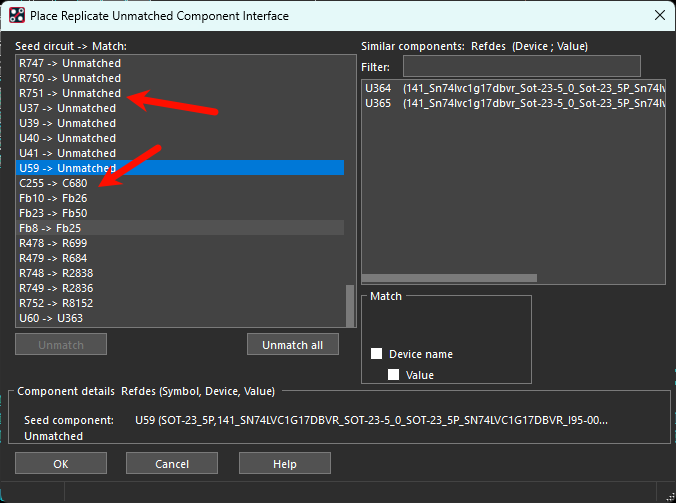 Place Replicate Unmatched Component Interface
Seed circuit -> Match:
R747 -> Unmatched
R750 -> Unmatched
R751 -> Unmatched
U37 -> Unmatched
U39 -> Unmatched
U40 -> Unmatched
U41 -> Unmatched
U59 -> Unmatched
C255 -> C680
Fb10 -> Fb26
Fb23 -> Fb50
Fb8 -> Fb25
R478 -> R699
R479 -> R684
R748 -> R2838
R749 -> R2836
R752 -> R8152
U60 -> U363
Unmatch
Unmatch all
Similar components: Refdes (Device ; Value)
Filter:
U364 (141_Sn74lvc1g17dbvr_Sot-23-5_0_Sot-23_5P_Sn74lv
U365 (141_Sn74lvc1g17dbvr_Sot-23-5_0_Sot-23_5P_Sn74lv
Match
Device name
Value
Component details Refdes (Symbol, Device, Value)
Seed component: U59 (SOT-23_5P,141_SN74LVC1G17DBVR_SOT-23-5_0_SOT-23_5P_SN74LVC1G17DBVR_I95-00...
Unmatched
OK
Cancel
Help